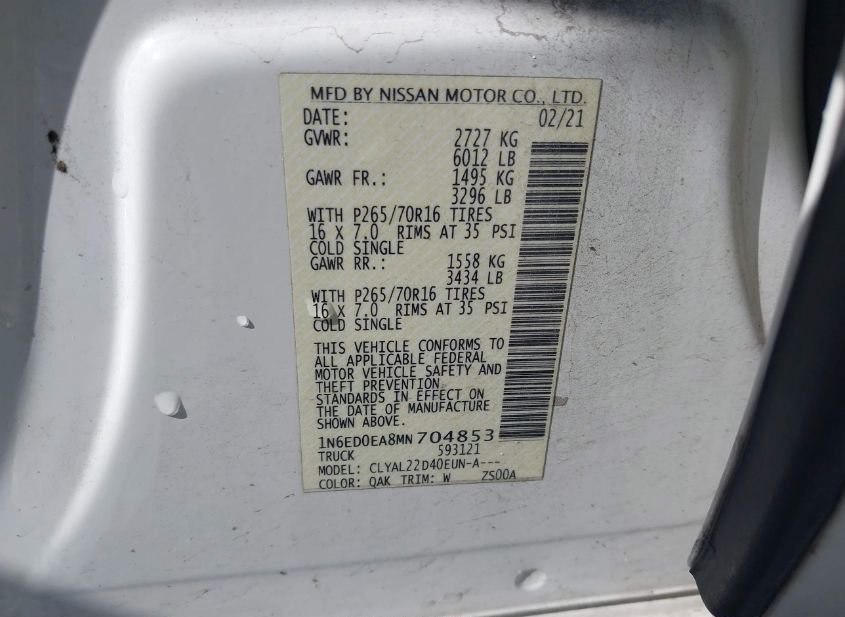 MFD BY NISSAN MOTOR CO., LTD.
DATE: 02/21
GVWR: 2727 KG
6012 LB
GAWR FR.: 1495 KG
3296 LB
WITH P265/70R16 TIRES
16 X 7.0 RIMS AT 35 PSI
COLD SINGLE
GAWR RR.: 1558 KG
3434 LB
WITH P265/70R16 TIRES
16 X 7.0 RIMS AT 35 PSI
COLD SINGLE
THIS VEHICLE CONFORMS TO
ALL APPLICABLE FEDERAL
MOTOR VEHICLE SAFETY AND
THEFT PREVENTION
STANDARDS IN EFFECT ON
THE DATE OF MANUFACTURE
SHOWN ABOVE.
1N6ED0EA8MN 704853
TRUCK 593121
MODEL: CLYAL22D40EUN-A---
COLOR: QAK TRIM: W ZS00A